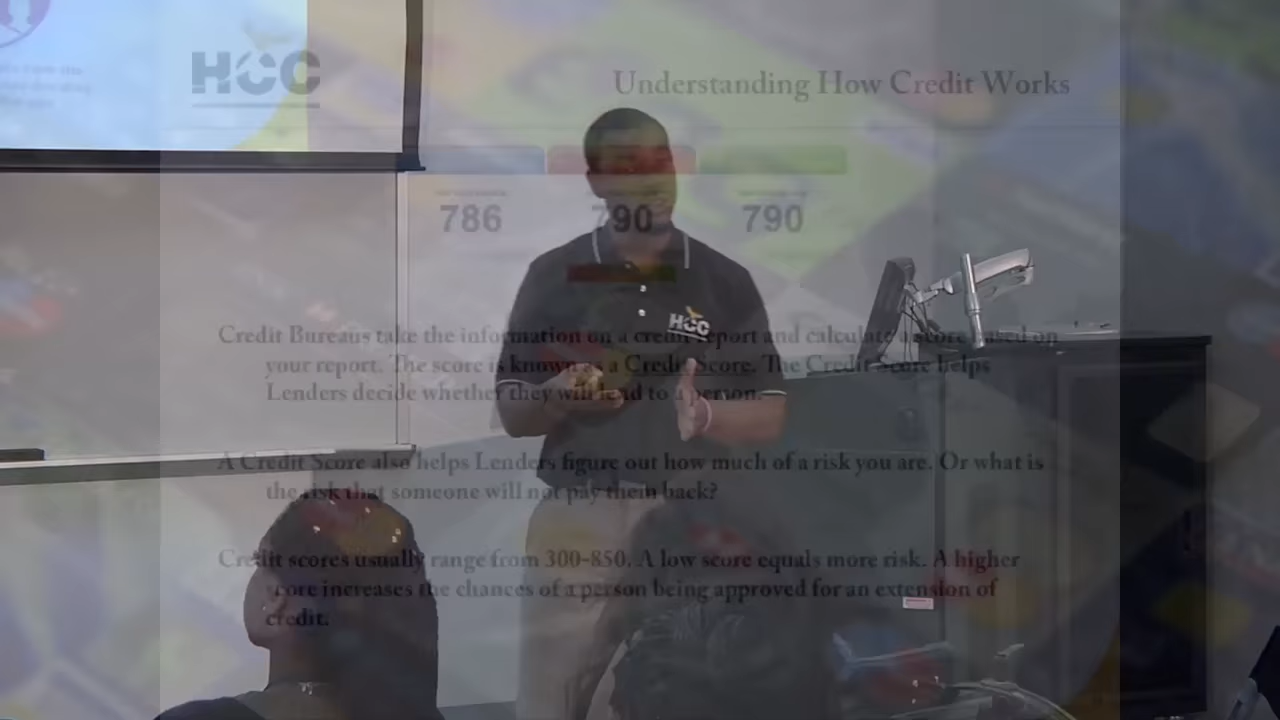 HCC
Understanding How Credit Works
786 790 790
HCC
Credit Bureaus take the information on a credit report and calculate a score based on
your report. The score is known as a Credit Score. The Credit Score helps
Lenders decide whether they will lend to a person.
A Credit Score also helps Lenders figure out how much of a risk you are. Or what is
the risk that someone will not pay them back?
Credit scores usually range from 300-850. A low score equals more risk. A higher
score increases the chances of a person being approved for an extension of
credit.